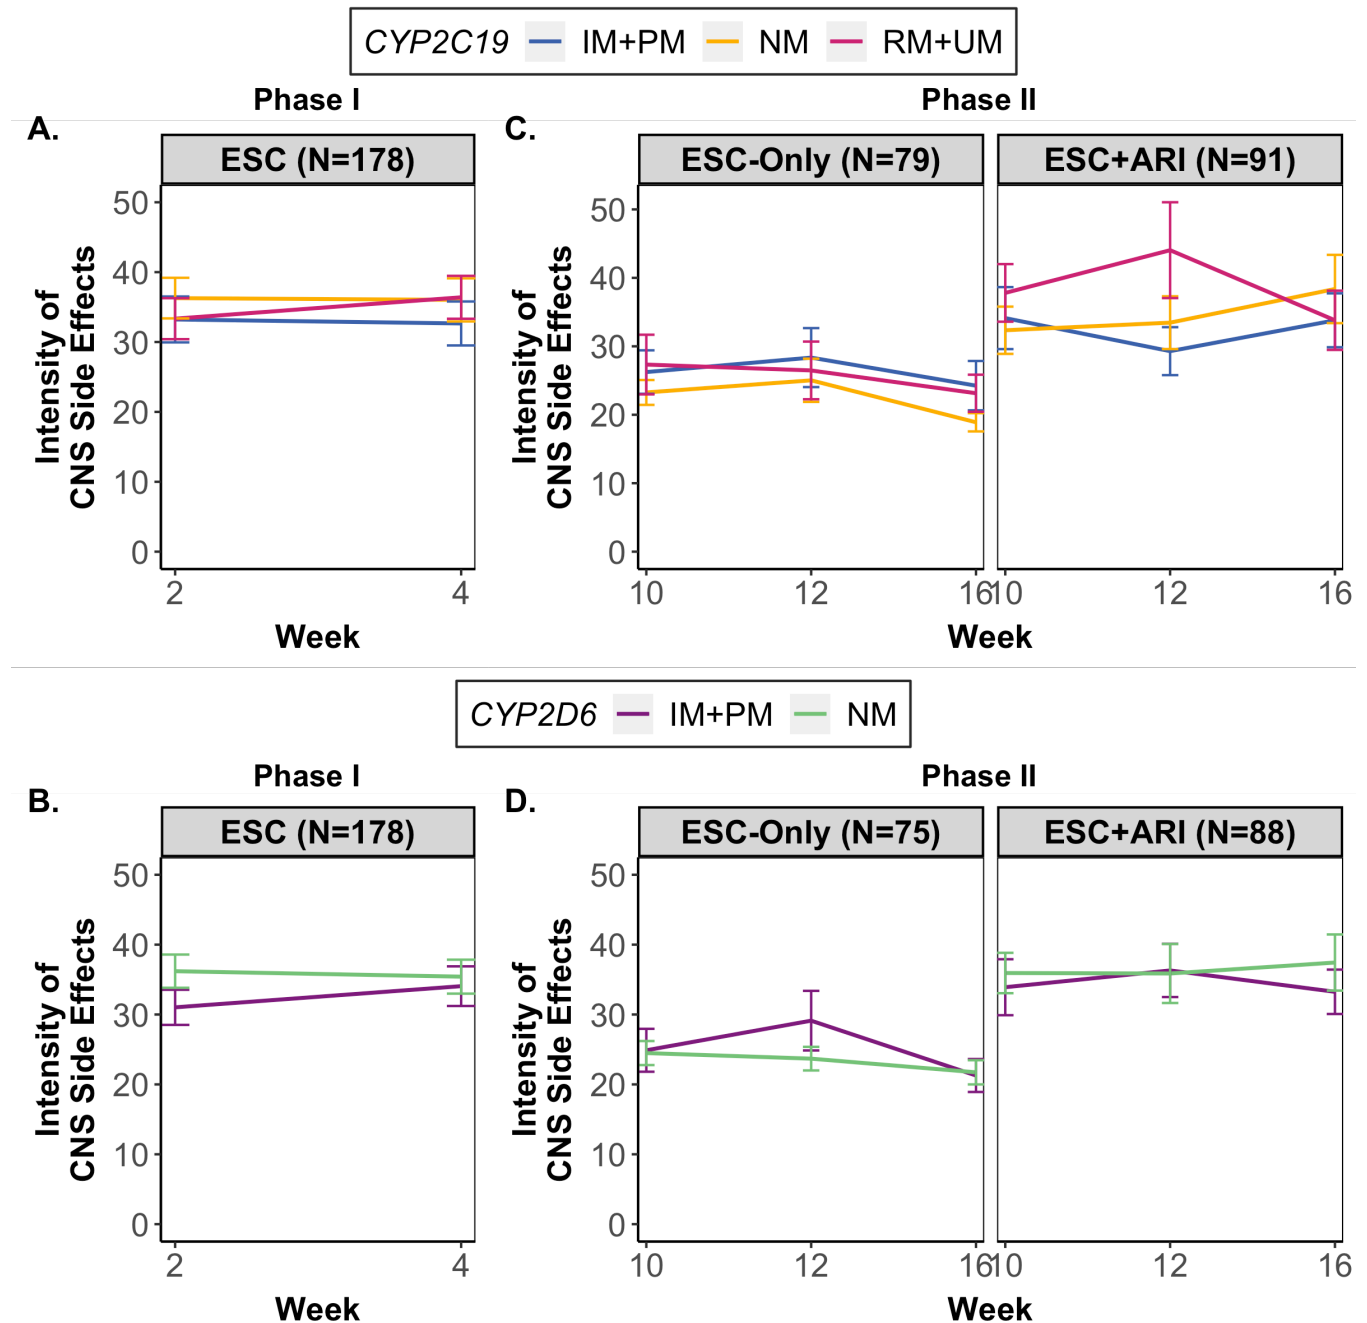 CYP2C19 IM+PM NM RM+UM
Phase I
Phase II
A.
ESC (N=178)
50
40
30
20
10
0
Intensity of
CNS Side Effects
2 4
Week
C.
ESC-Only (N=79)
ESC+ARI (N=91)
50
40
30
20
10
0
Intensity of
CNS Side Effects
10 12 16
10 12 16
Week
CYP2D6 IM+PM NM
Phase I
Phase II
B.
ESC (N=178)
50
40
30
20
10
0
Intensity of
CNS Side Effects
2 4
Week
D.
ESC-Only (N=75)
ESC+ARI (N=88)
50
40
30
20
10
0
Intensity of
CNS Side Effects
10 12 16
10 12 16
Week